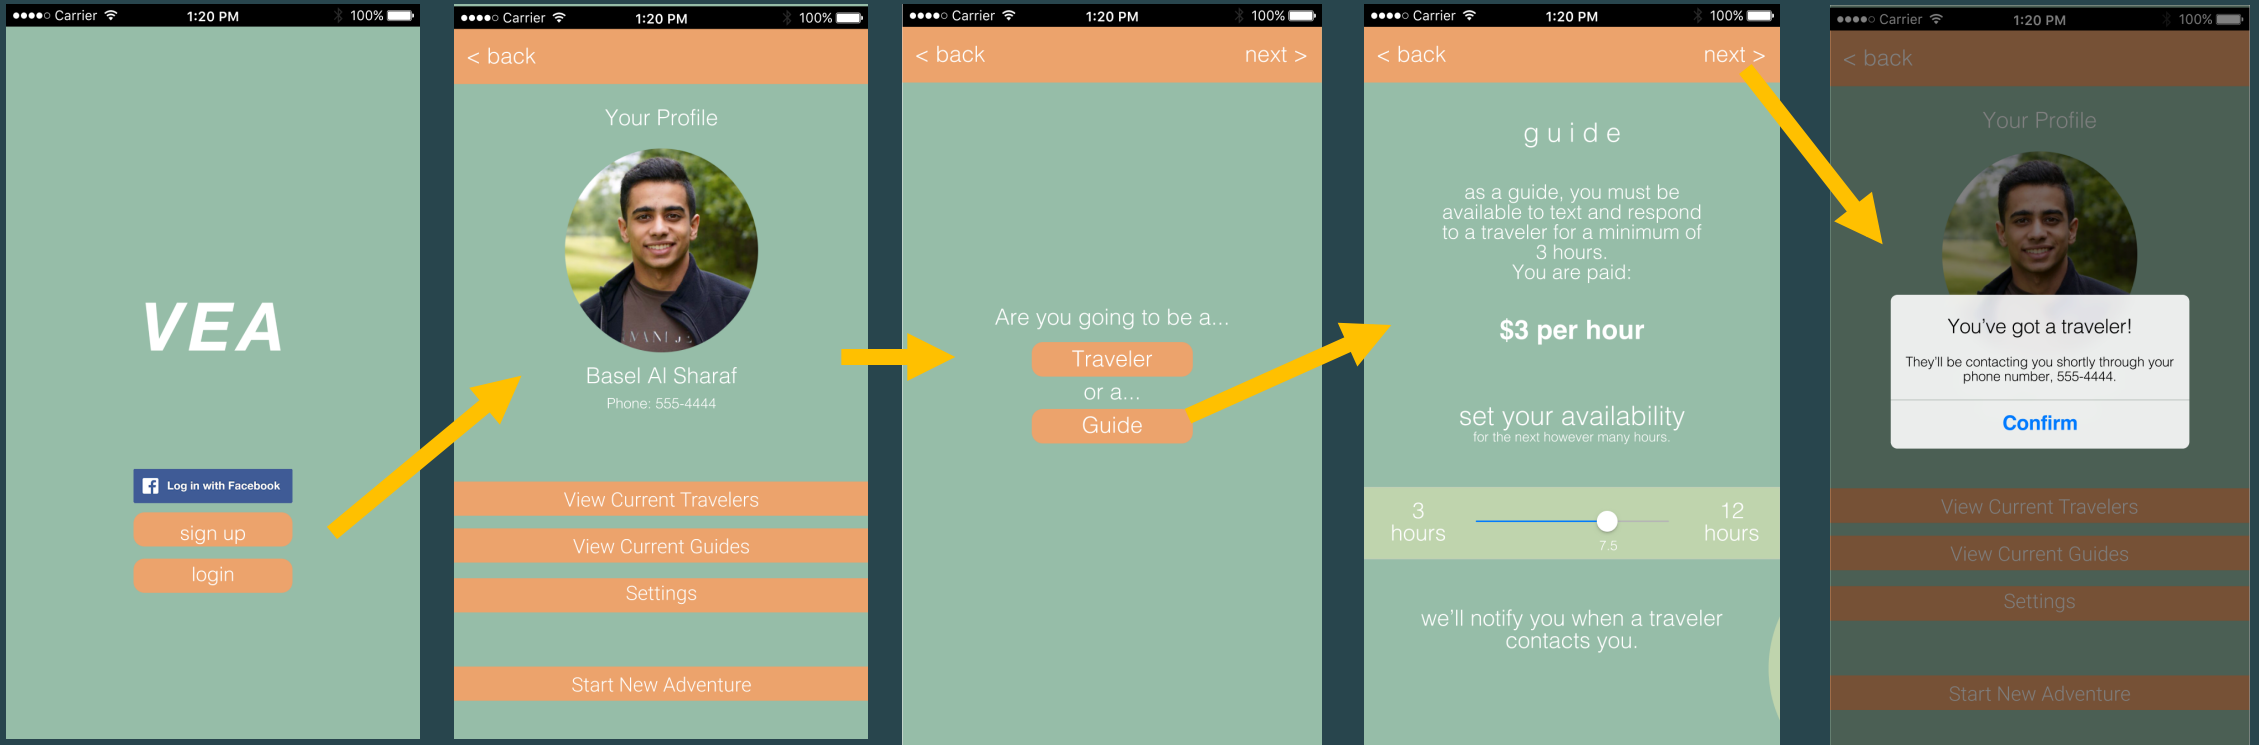 Carrier 1:20 PM 100%
VEA
Log in with Facebook
sign up
login
Carrier 1:20 PM 100%
< back
Your Profile
Basel Al Sharaf
Phone: 555-4444
View Current Travelers
View Current Guides
Settings
Start New Adventure
Carrier 1:20 PM 100%
< back next >
Are you going to be a...
Traveler
or a...
Guide
Carrier 1:20 PM 100%
< back next >
guide
as a guide, you must be
available to text and respond
to a traveler for a minimum of
3 hours.
You are paid:
$3 per hour
set your availability
for the next however many hours.
3 12
hours hours
7.5
we'll notify you when a traveler
contacts you.
Carrier 1:20 PM 100%
< back
Your Profile
You've got a traveler!
They'll be contacting you shortly through your
phone number, 555-4444.
Confirm
View Current Travelers
View Current Guides
Settings
Start New Adventure